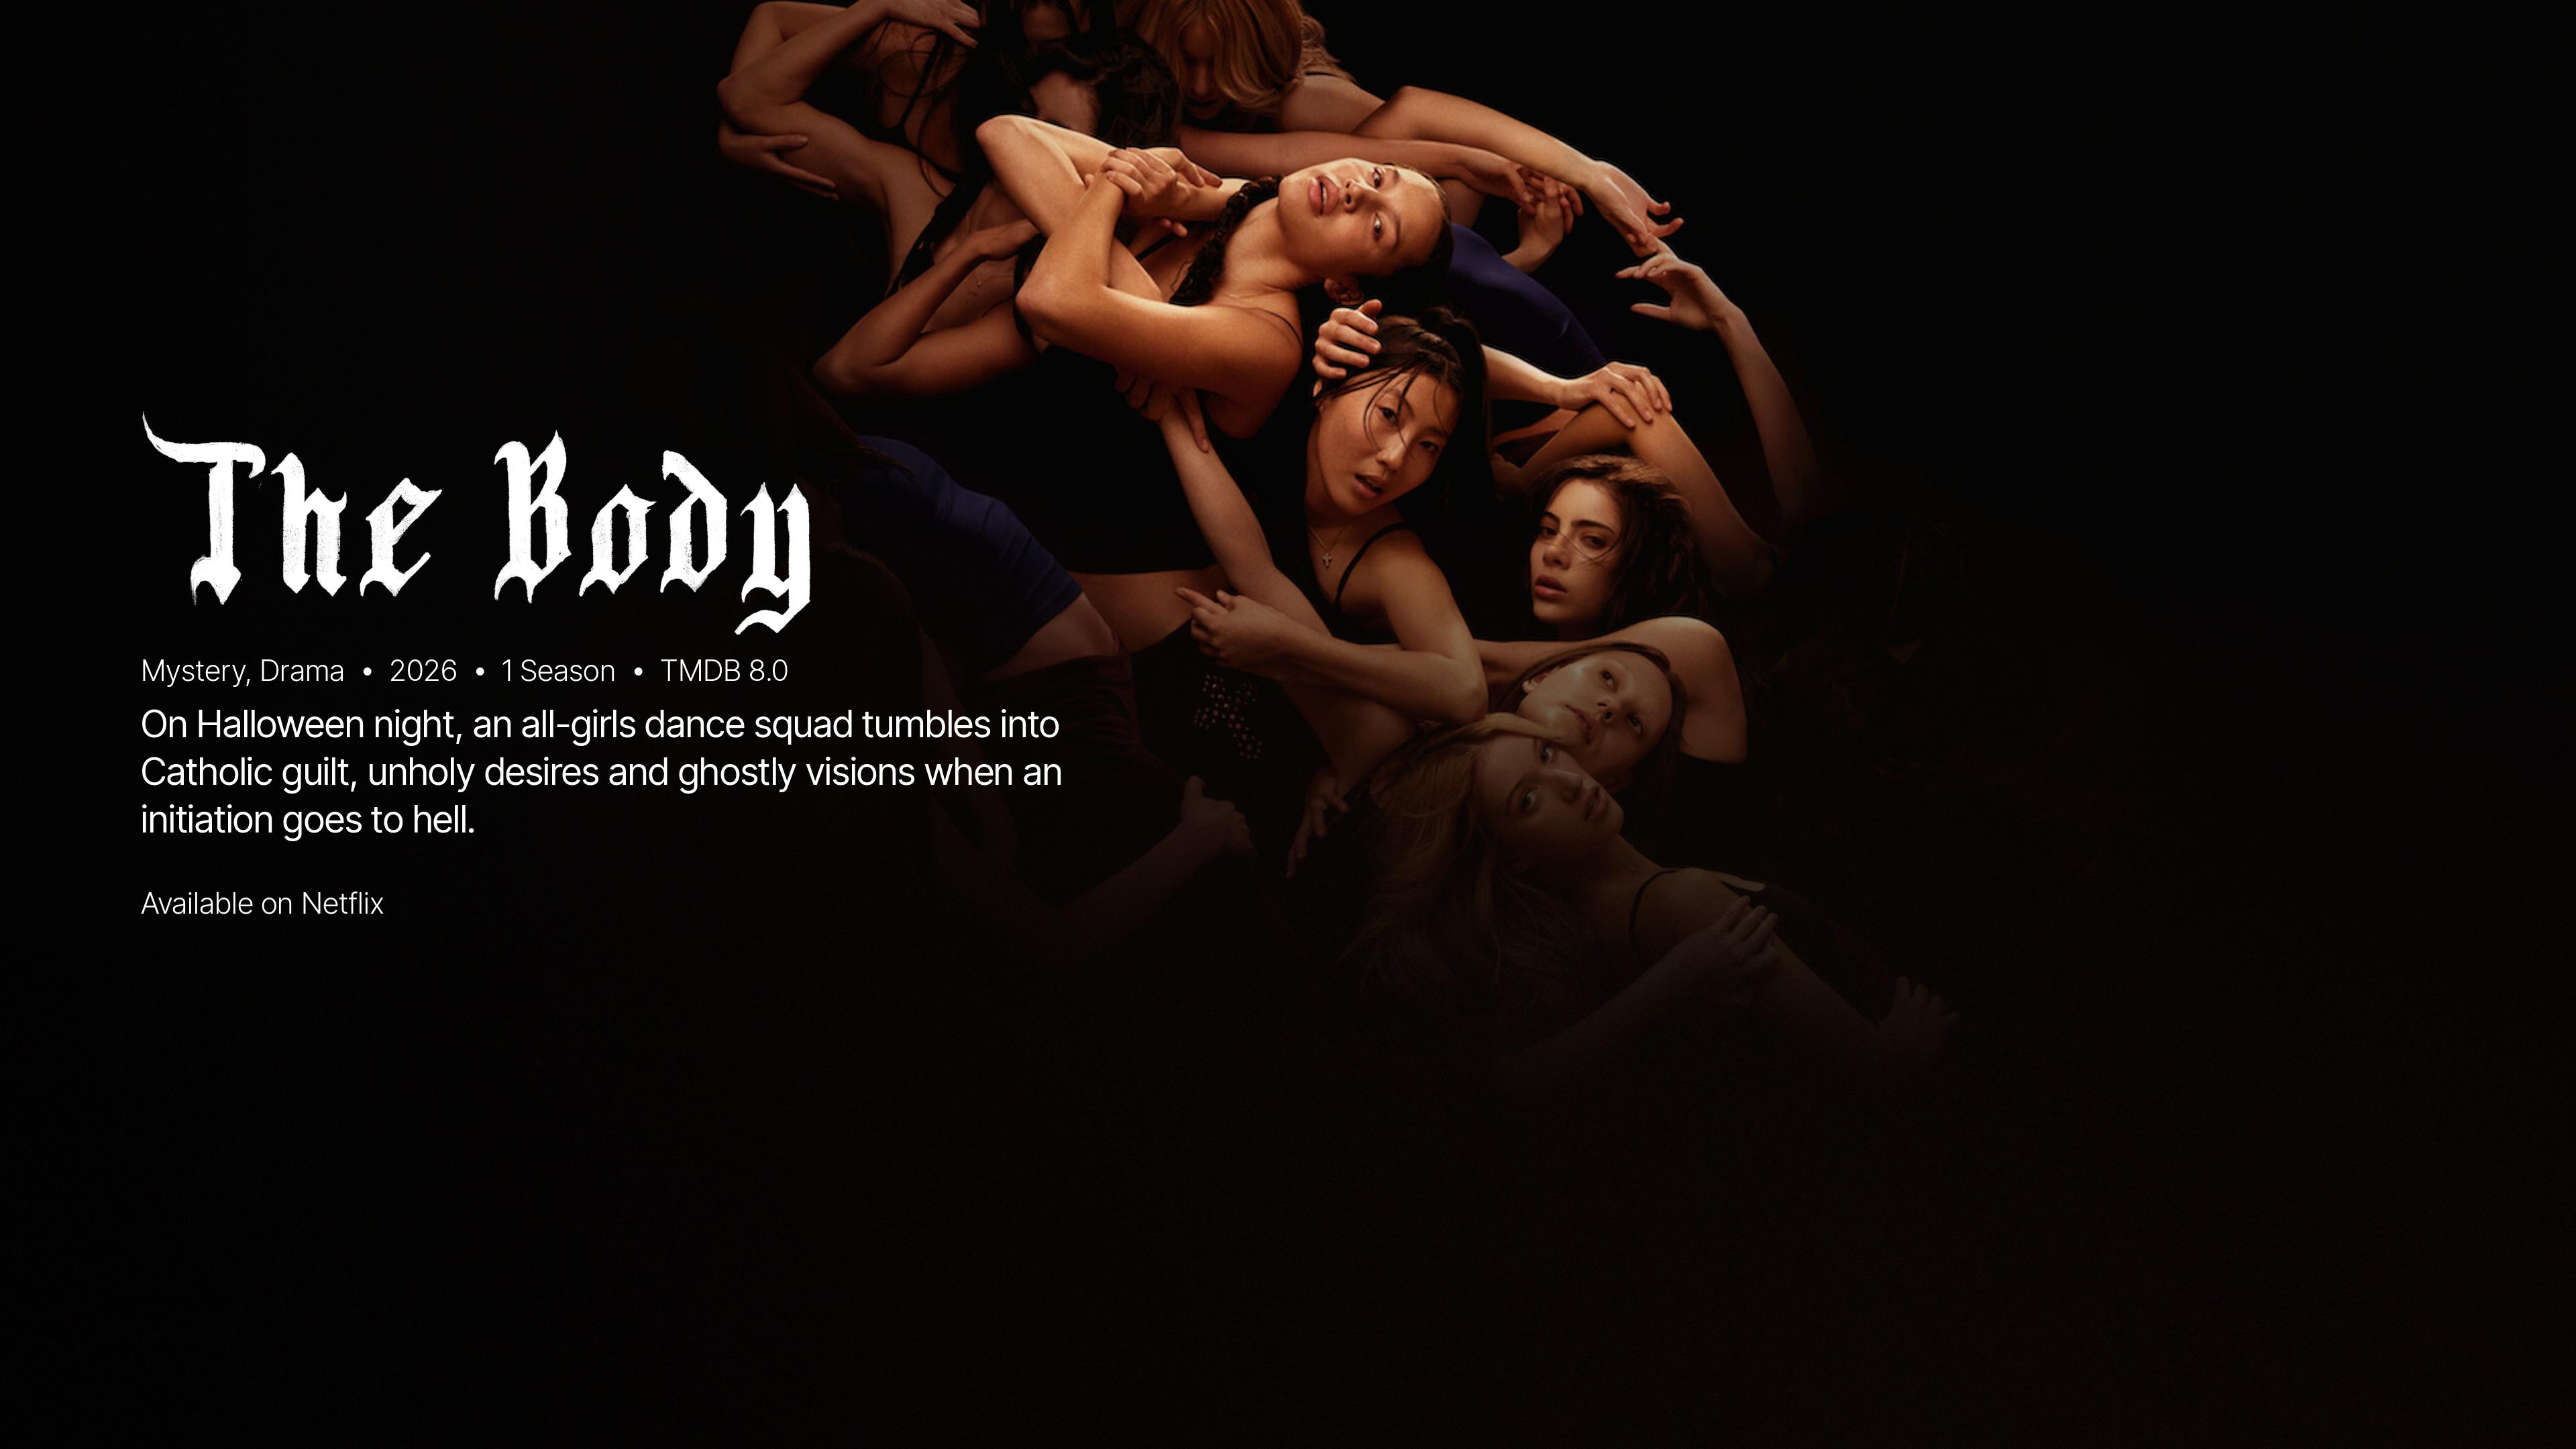 The Body
Mystery, Drama • 2026 • 1 Season • TMDB 8.0
On Halloween night, an all-girls dance squad tumbles into
Catholic guilt, unholy desires and ghostly visions when an
initiation goes to hell.
Available on Netflix